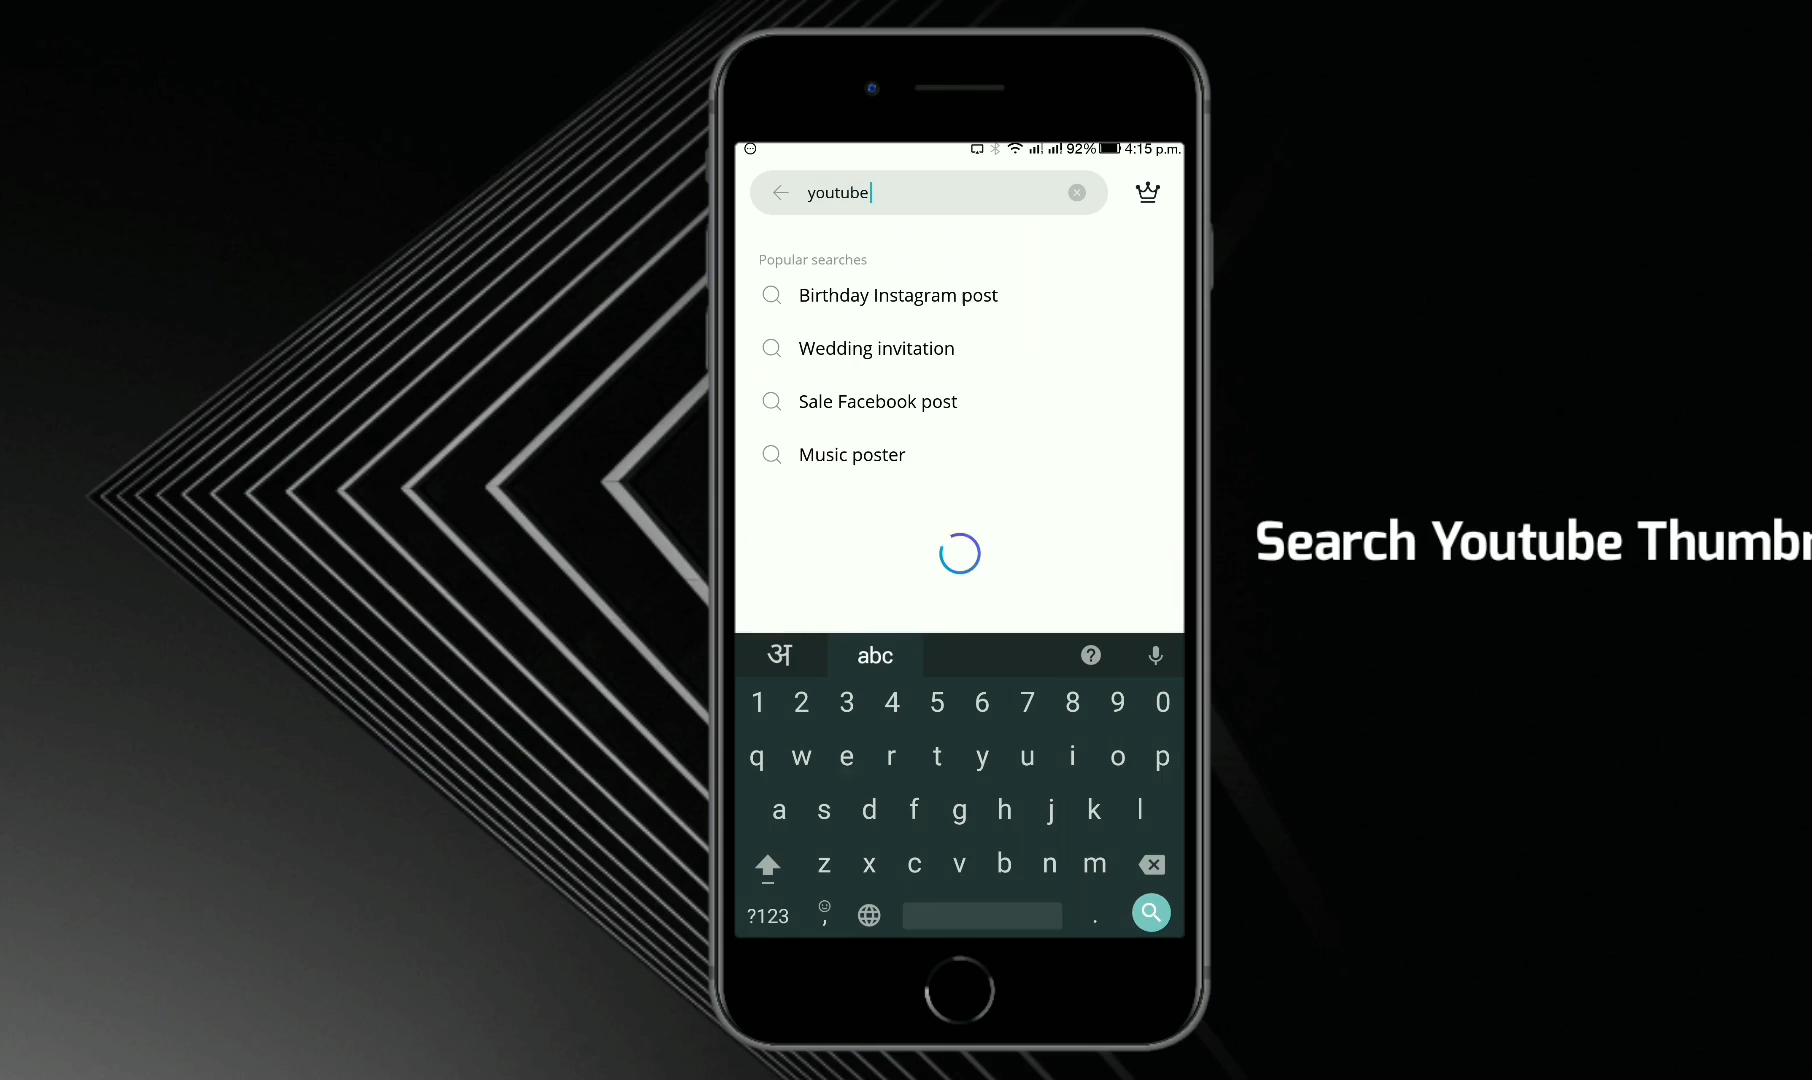 92% 4:15 p.m.
youtube
Popular searches
Birthday Instagram post
Wedding invitation
Sale Facebook post
Music poster
Search Youtube
अ abc
1 2 3 4 5 6 7 8 9 0
q w e r t y u i o p
a s d f g h j k l
z x c v b n m
?123 , .